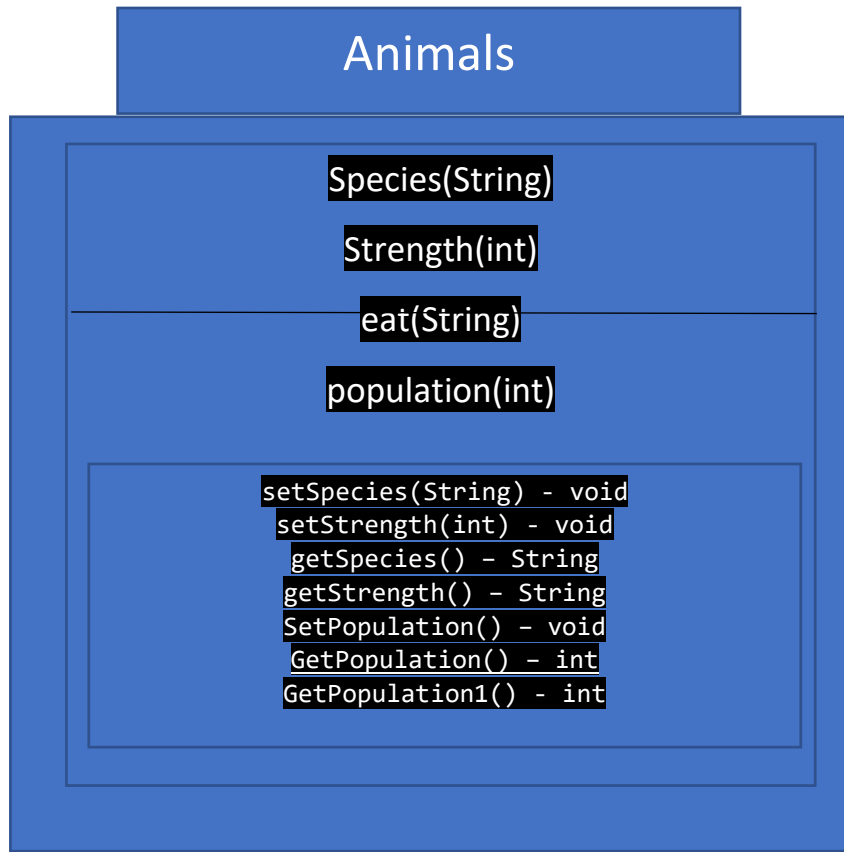 Animals
Species(String)
Strength(int)
eat(String)
population(int)
setSpecies(String) - void
setStrength(int) - void
getSpecies() – String
getStrength() – String
SetPopulation() – void
GetPopulation() – int
GetPopulation1() - int